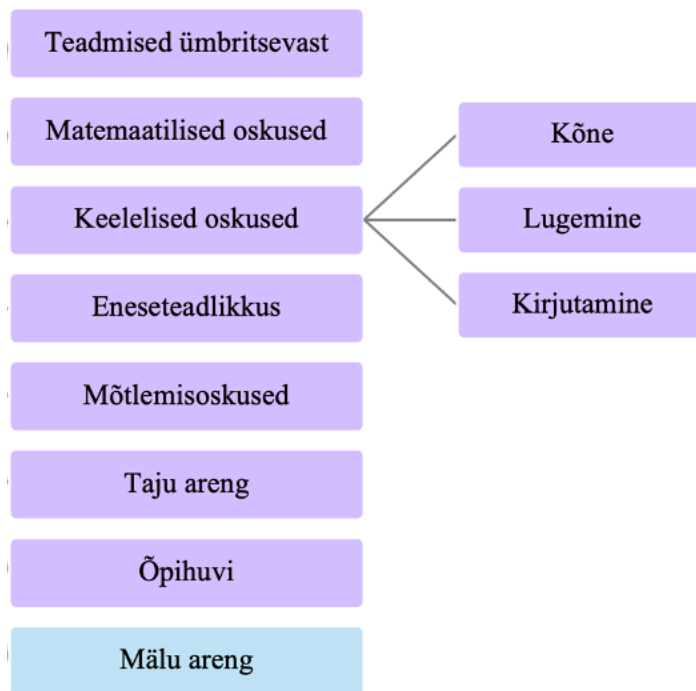 Teadmised ümbritsevast
Matemaatilised oskused
Keelelised oskused
Eneseteadlikkus
Mõtlemisoskused
Taju areng
Õpihuvi
Mälu areng
Kõne
Lugemine
Kirjutamine